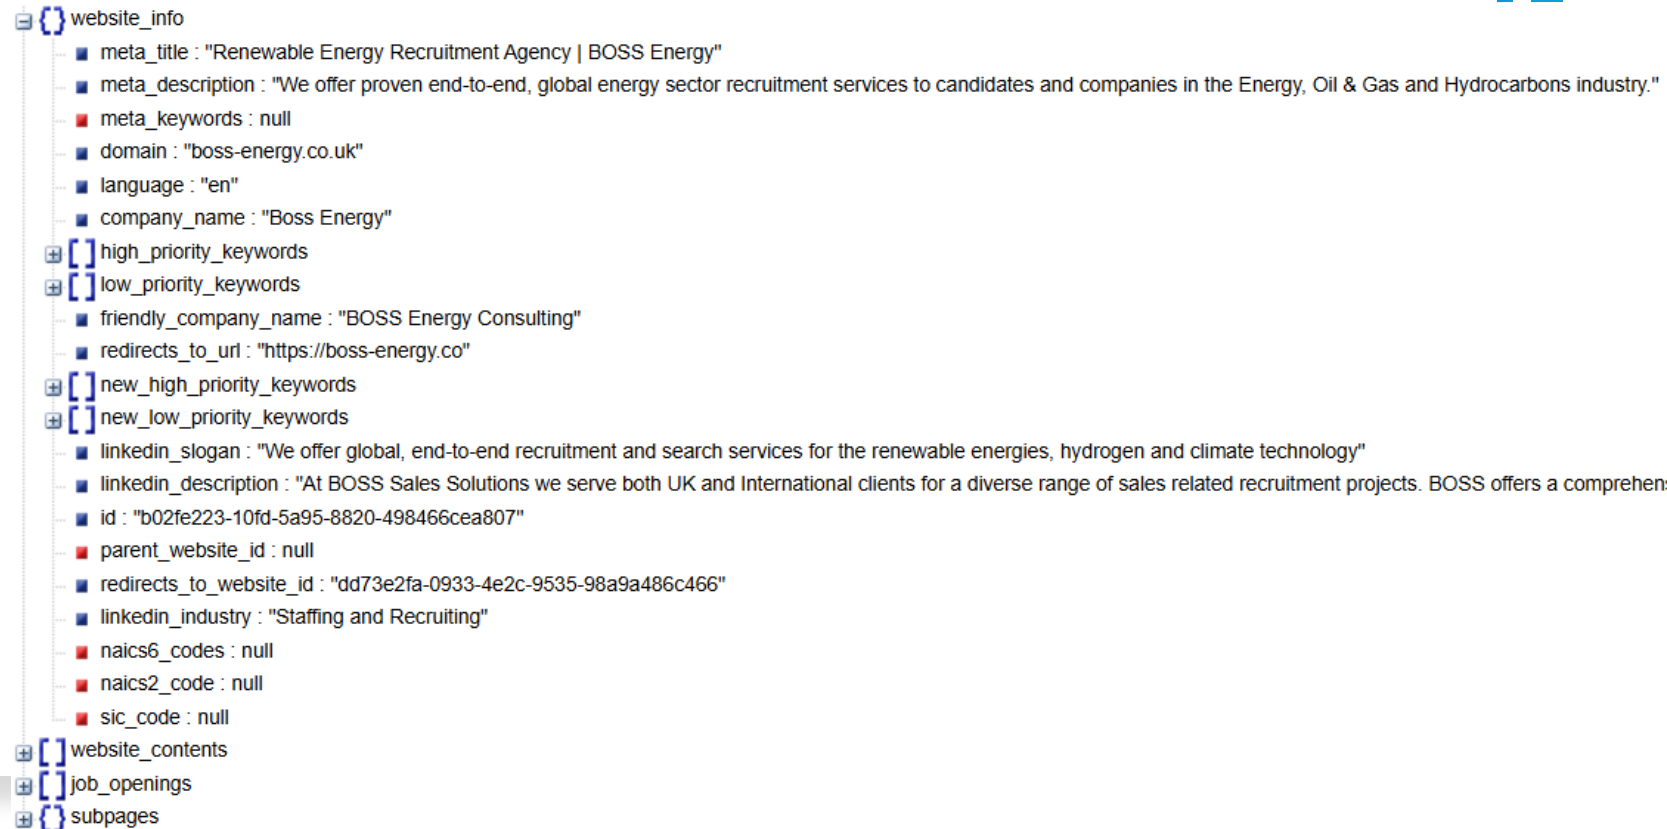 website_info
meta_title : "Renewable Energy Recruitment Agency | BOSS Energy"
meta_description : "We offer proven end-to-end, global energy sector recruitment services to candidates and companies in the Energy, Oil & Gas and Hydrocarbons industry."
meta_keywords : null
domain : "boss-energy.co.uk"
language : "en"
company_name : "Boss Energy"
high_priority_keywords
low_priority_keywords
friendly_company_name : "BOSS Energy Consulting"
redirects_to_url : "https://boss-energy.co"
new_high_priority_keywords
new_low_priority_keywords
linkedin_slogan : "We offer global, end-to-end recruitment and search services for the renewable energies, hydrogen and climate technology"
linkedin_description : "At BOSS Sales Solutions we serve both UK and International clients for a diverse range of sales related recruitment projects. BOSS offers a comprehens
id : "b02fe223-10fd-5a95-8820-498466cea807"
parent_website_id : null
redirects_to_website_id : "dd73e2fa-0933-4e2c-9535-98a9a486c466"
linkedin_industry : "Staffing and Recruiting"
naics6_codes : null
naics2_code : null
sic_code : null
website_contents
job_openings
subpages